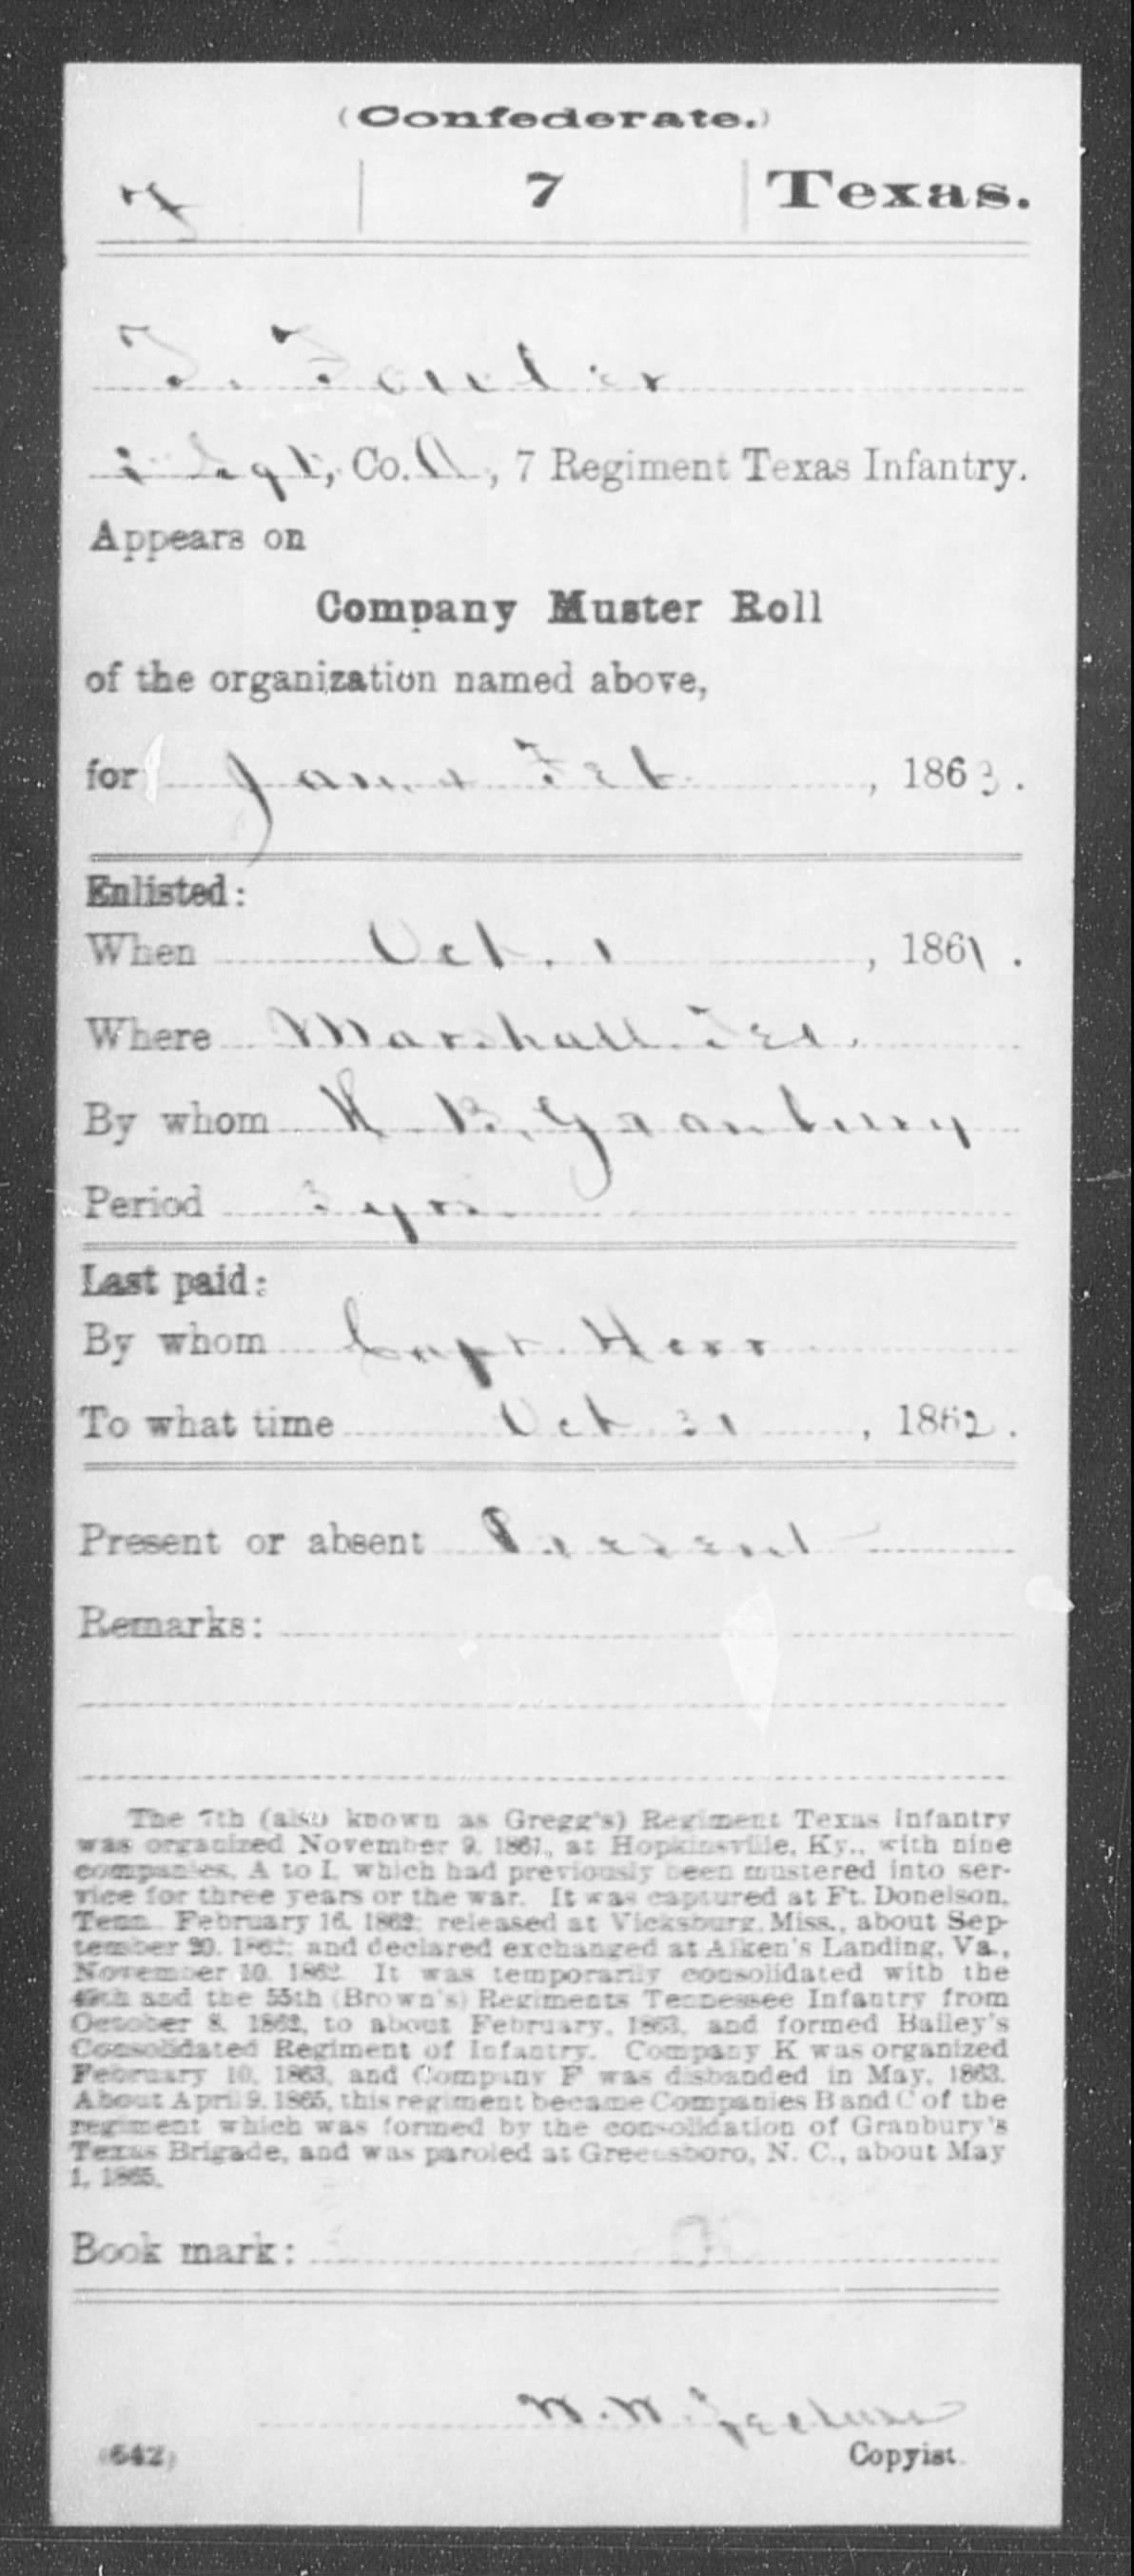 (Confederate.)
F | 7 | Texas.
T. F. Fowler
Sgt, Co. A, 7 Regiment Texas Infantry.
Appears on
Company Muster Roll
of the organization named above,
for Jan & Feb, 1863.
Enlisted:
When Oct. 1, 1861.
Where Marshall Tex.
By whom H. B. Granbury
Period 3 yrs.
Last paid:
By whom Capt. Herr
To what time Oct 31, 1862.
Present or absent Present
Remarks:
The 7th (also known as Gregg's) Regiment Texas Infantry
was organized November 9, 1861, at Hopkinsville, Ky., with nine
companies, A to I, which had previously been mustered into ser-
vice for three years or the war. It was captured at Ft. Donelson,
Tenn. February 16, 1862; released at Vicksburg, Miss., about Sep-
tember 20, 1862; and declared exchanged at Aiken's Landing, Va.,
November 10, 1862. It was temporarily consolidated with the
49th and the 55th (Brown's) Regiments Tennessee Infantry from
October 8, 1862, to about February, 1863, and formed Bailey's
Consolidated Regiment of Infantry. Company K was organized
February 10, 1863, and Company F was disbanded in May, 1863.
About April 9, 1865, this regiment became Companies B and C of the
regiment which was formed by the consolidation of Granbury's
Texas Brigade, and was paroled at Greensboro, N. C., about May
1, 1865.
Book mark:
W. W.
(642)
Copyist.